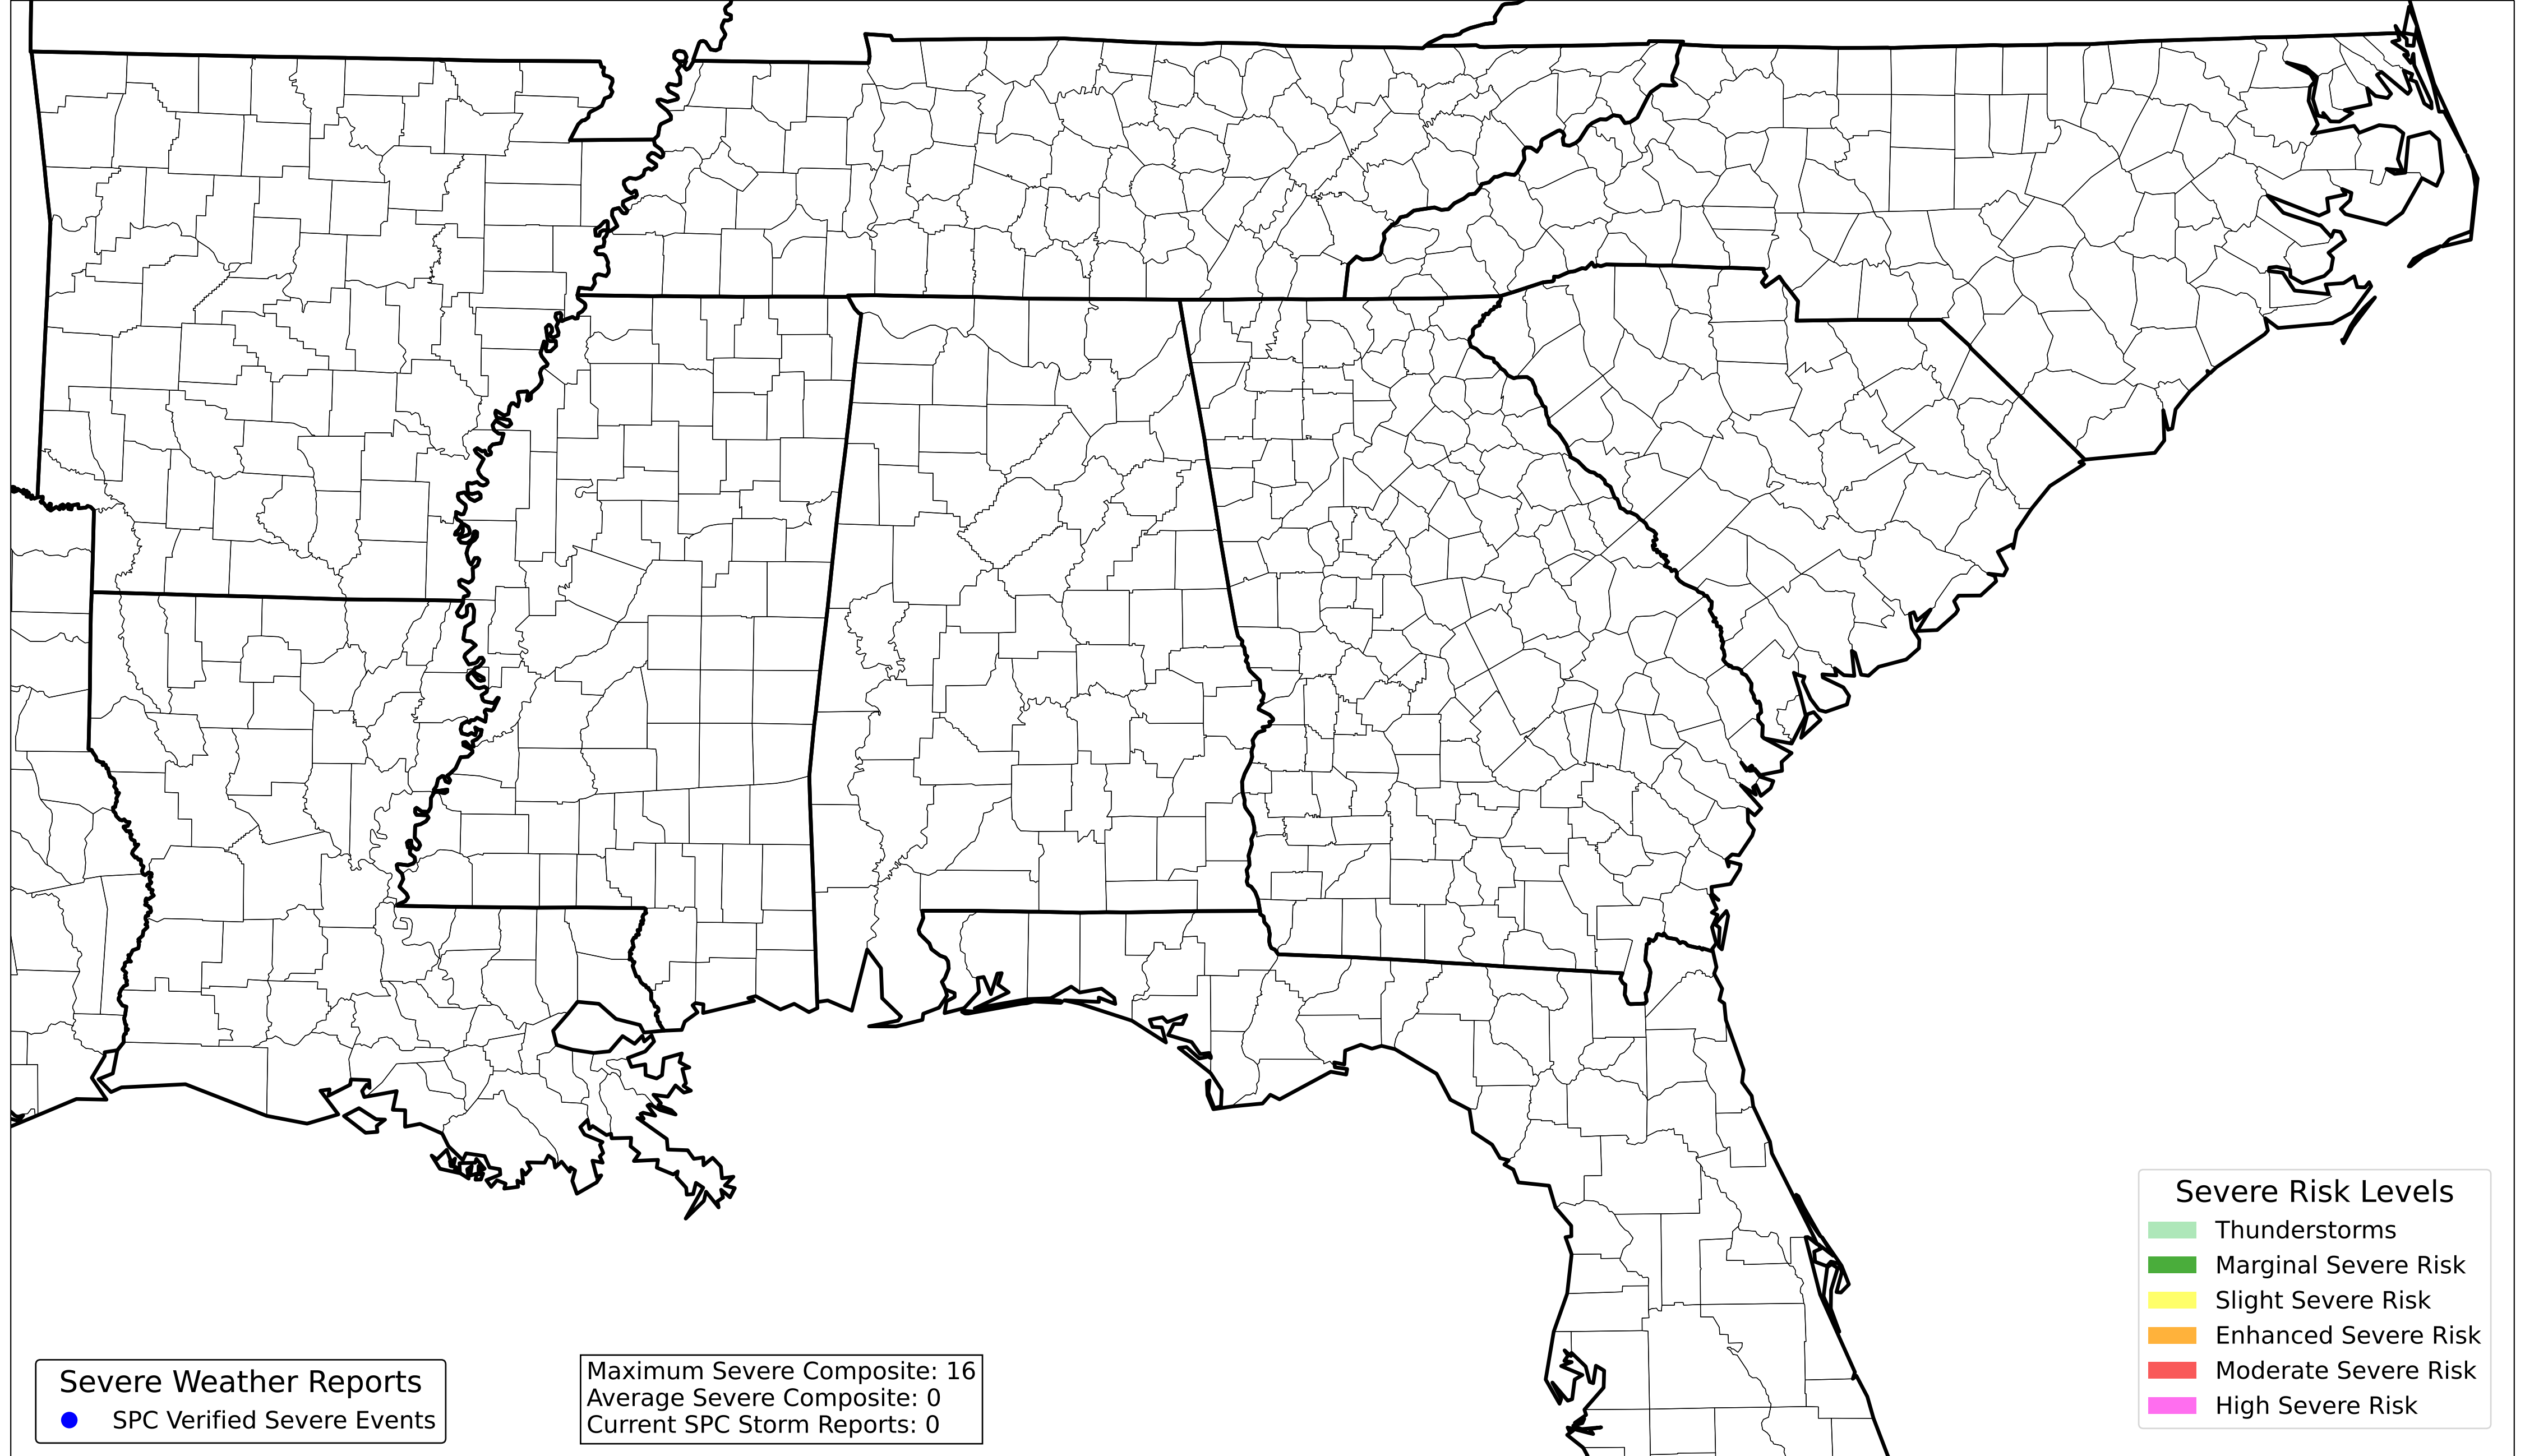 Severe Weather Reports
SPC Verified Severe Events
Maximum Severe Composite: 16
Average Severe Composite: 0
Current SPC Storm Reports: 0
Severe Risk Levels
Thunderstorms
Marginal Severe Risk
Slight Severe Risk
Enhanced Severe Risk
Moderate Severe Risk
High Severe Risk